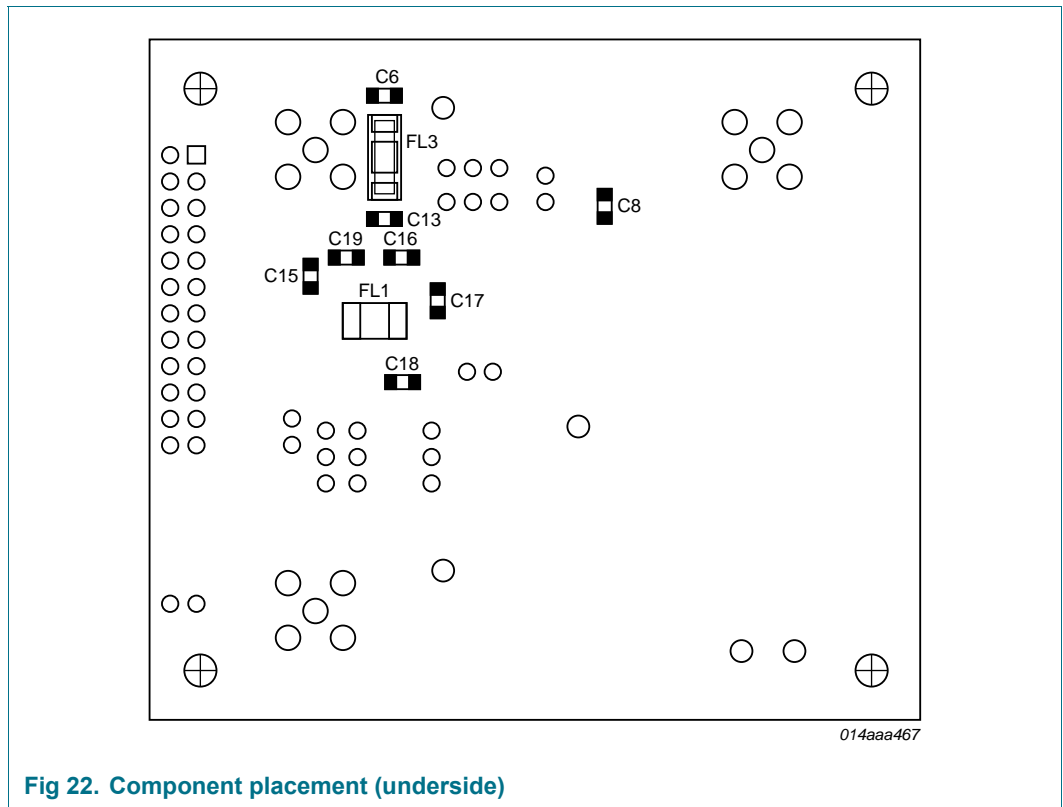 C6
FL3
C13
C8
C19
C16
C15
FL1
C17
C18
014aaa467
Fig 22. Component placement (underside)